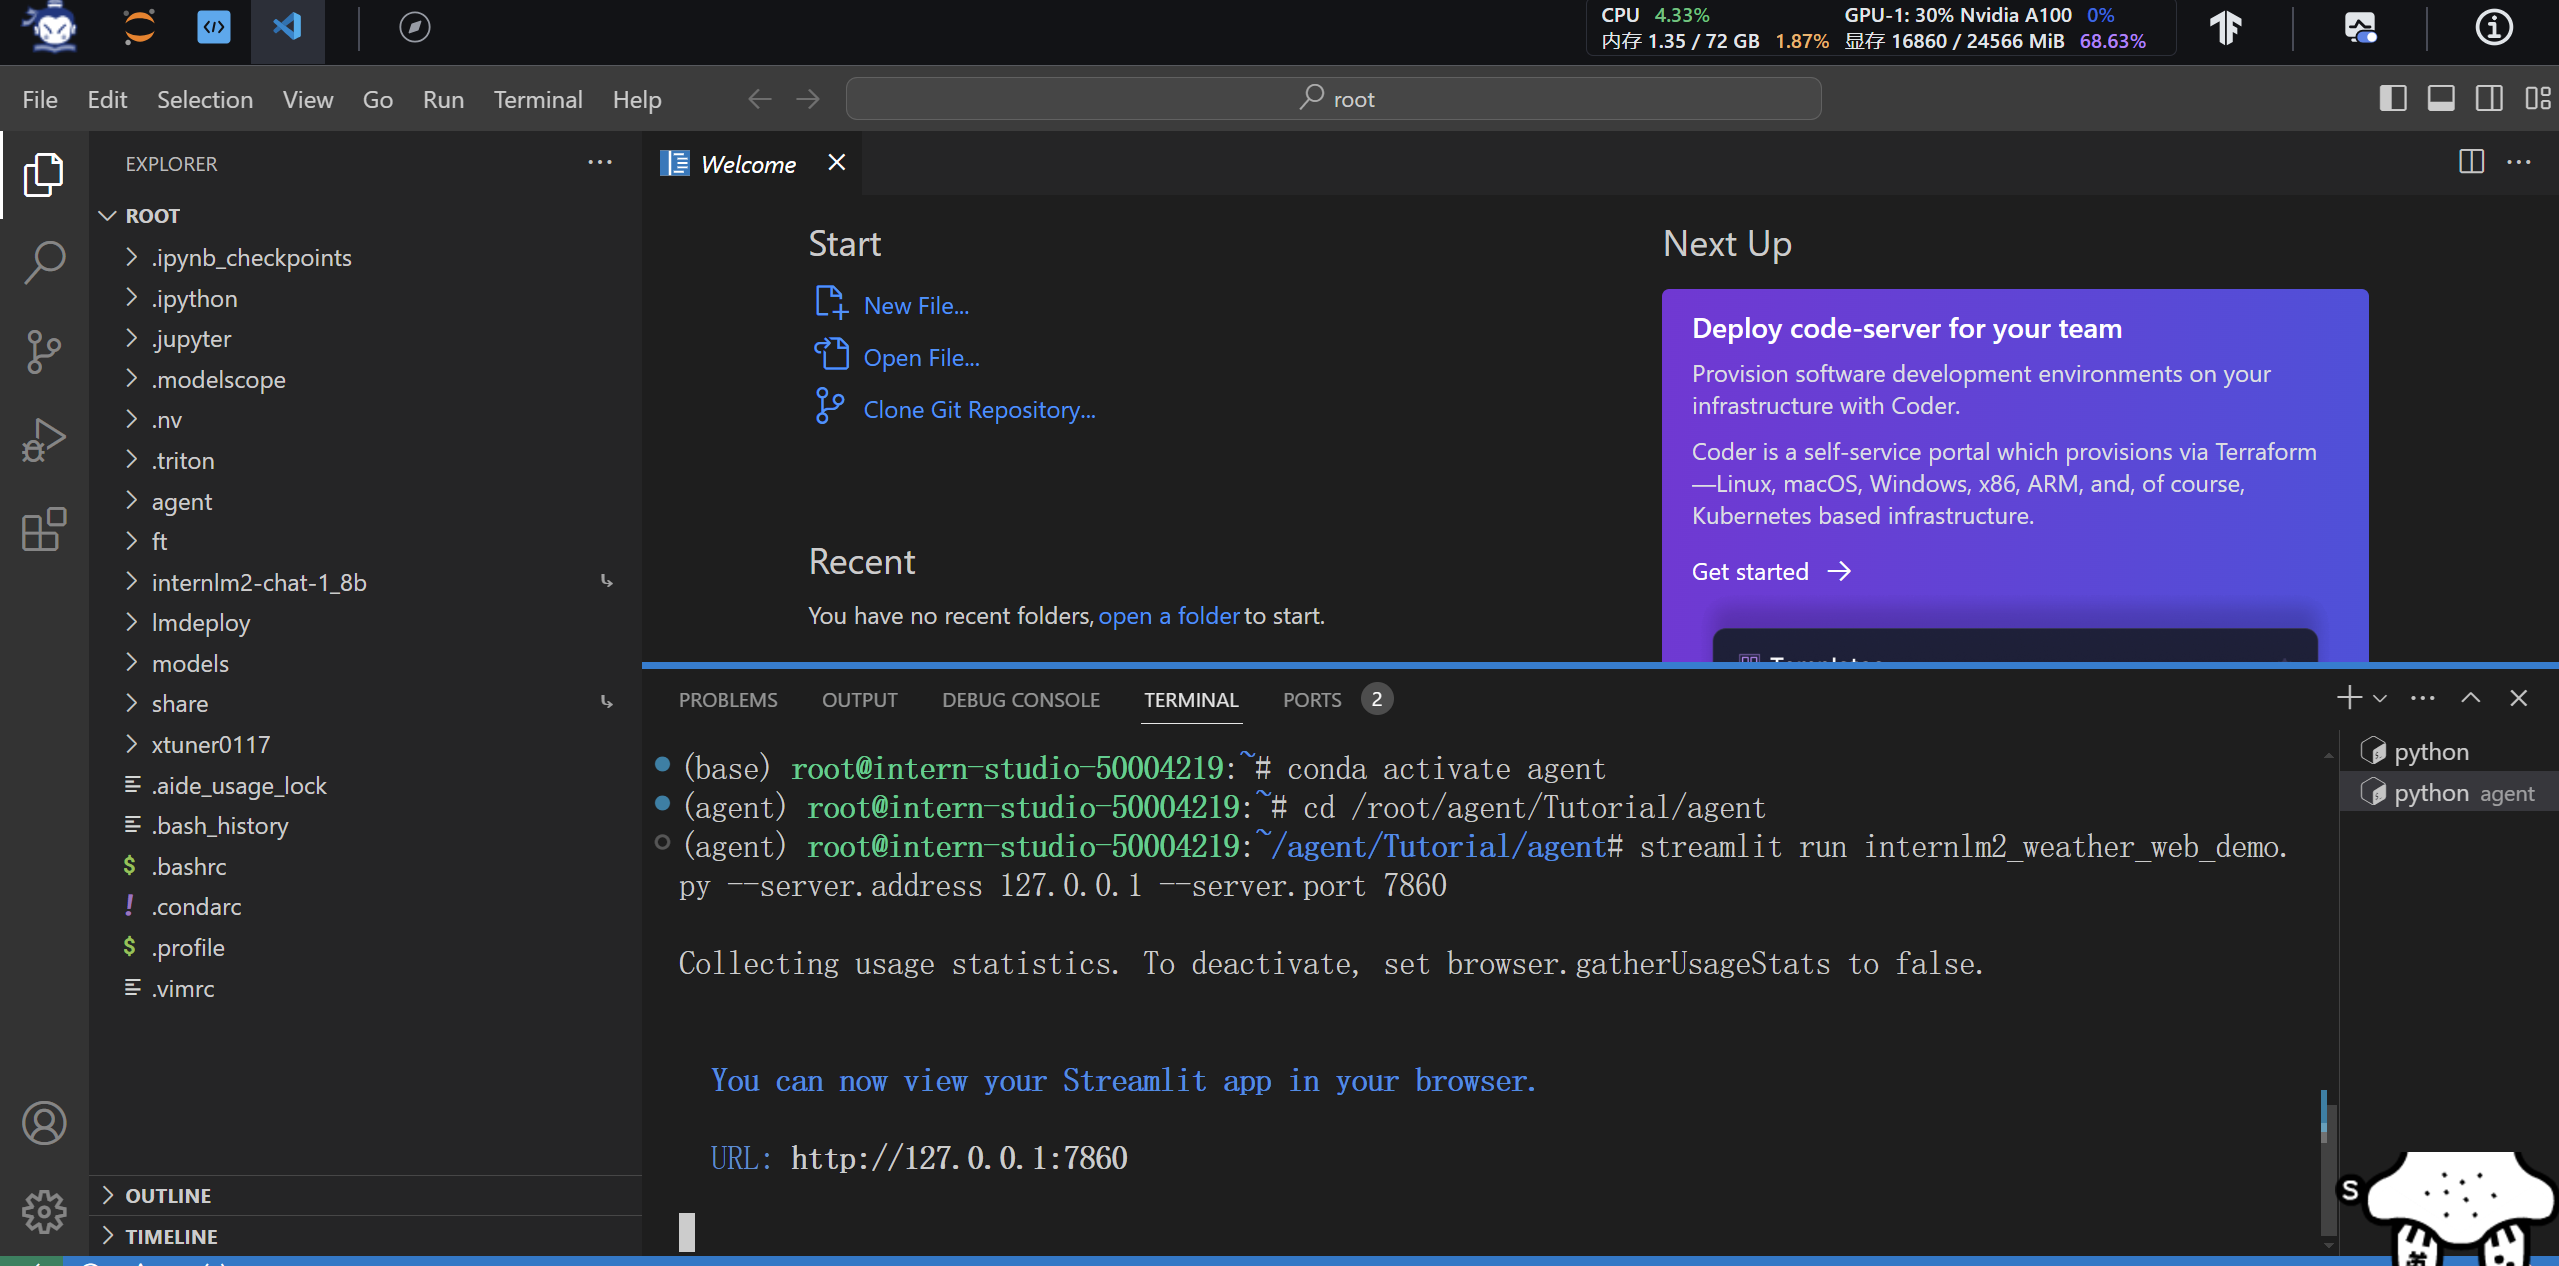 CPU 4.33% GPU-1: 30% Nvidia A100 0%
内存 1.35 / 72 GB 1.87% 显存 16860 / 24566 MiB 68.63%
File Edit Selection View Go Run Terminal Help
root
EXPLORER
ROOT
.ipynb_checkpoints
.ipython
.jupyter
.modelscope
.nv
.triton
agent
ft
internlm2-chat-1_8b
lmdeploy
models
share
xtuner0117
.aide_usage_lock
.bash_history
.bashrc
.condarc
.profile
.vimrc
OUTLINE
TIMELINE
Welcome
Start
New File...
Open File...
Clone Git Repository...
Recent
You have no recent folders, open a folder to start.
Next Up
Deploy code-server for your team
Provision software development environments on your
infrastructure with Coder.
Coder is a self-service portal which provisions via Terraform
—Linux, macOS, Windows, x86, ARM, and, of course,
Kubernetes based infrastructure.
Get started
PROBLEMS OUTPUT DEBUG CONSOLE TERMINAL PORTS 2
(base) root@intern-studio-50004219:~# conda activate agent
(agent) root@intern-studio-50004219:~# cd /root/agent/Tutorial/agent
(agent) root@intern-studio-50004219:~/agent/Tutorial/agent# streamlit run internlm2_weather_web_demo.
py --server.address 127.0.0.1 --server.port 7860
Collecting usage statistics. To deactivate, set browser.gatherUsageStats to false.
You can now view your Streamlit app in your browser.
URL: http://127.0.0.1:7860
python
python agent
S
英